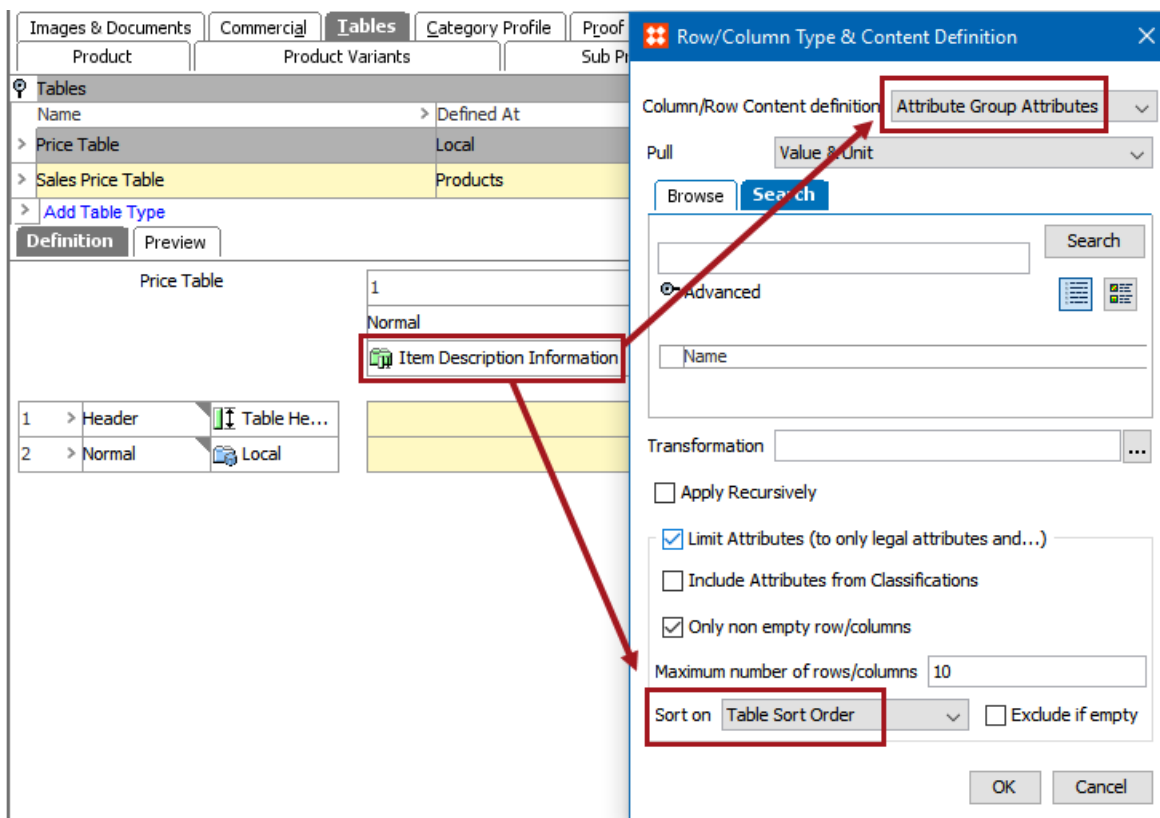 Images & Documents
Commercial
Tables
Category Profile
Proof
Product
Product Variants
Sub Pr
Tables
Name
> Defined At
> Price Table
Local
> Sales Price Table
Products
> Add Table Type
Definition
Preview
Price Table
1
Normal
Item Description Information
1 > Header
Table He...
2 > Normal
Local
Row/Column Type & Content Definition
Column/Row Content definition
Attribute Group Attributes
Pull
Value & Unit
Browse
Search
Search
Advanced
Name
Transformation
...
Apply Recursively
Limit Attributes (to only legal attributes and...)
Include Attributes from Classifications
Only non empty row/columns
Maximum number of rows/columns 10
Sort on Table Sort Order
Exclude if empty
OK
Cancel